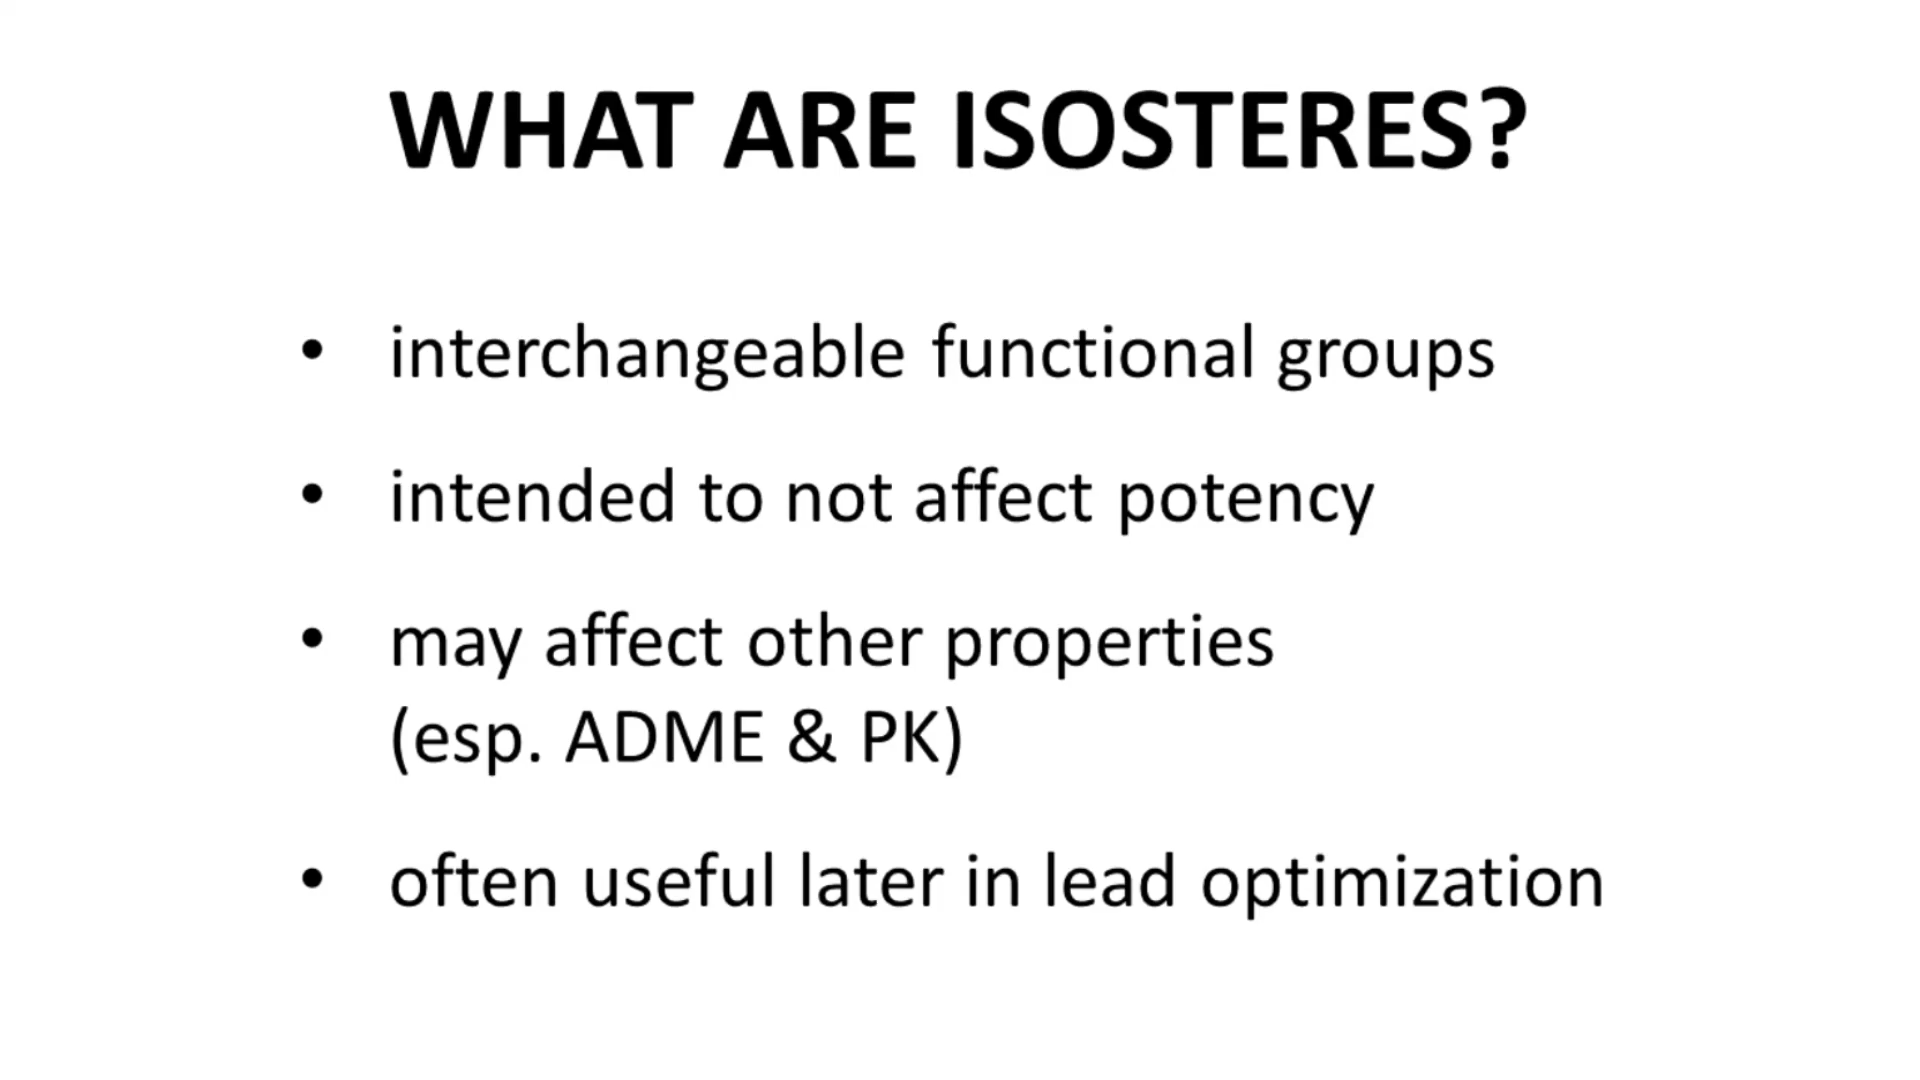 WHAT ARE ISOSTERES?
• interchangeable functional groups
• intended to not affect potency
• may affect other properties
(esp. ADME & PK)
• often useful later in lead optimization